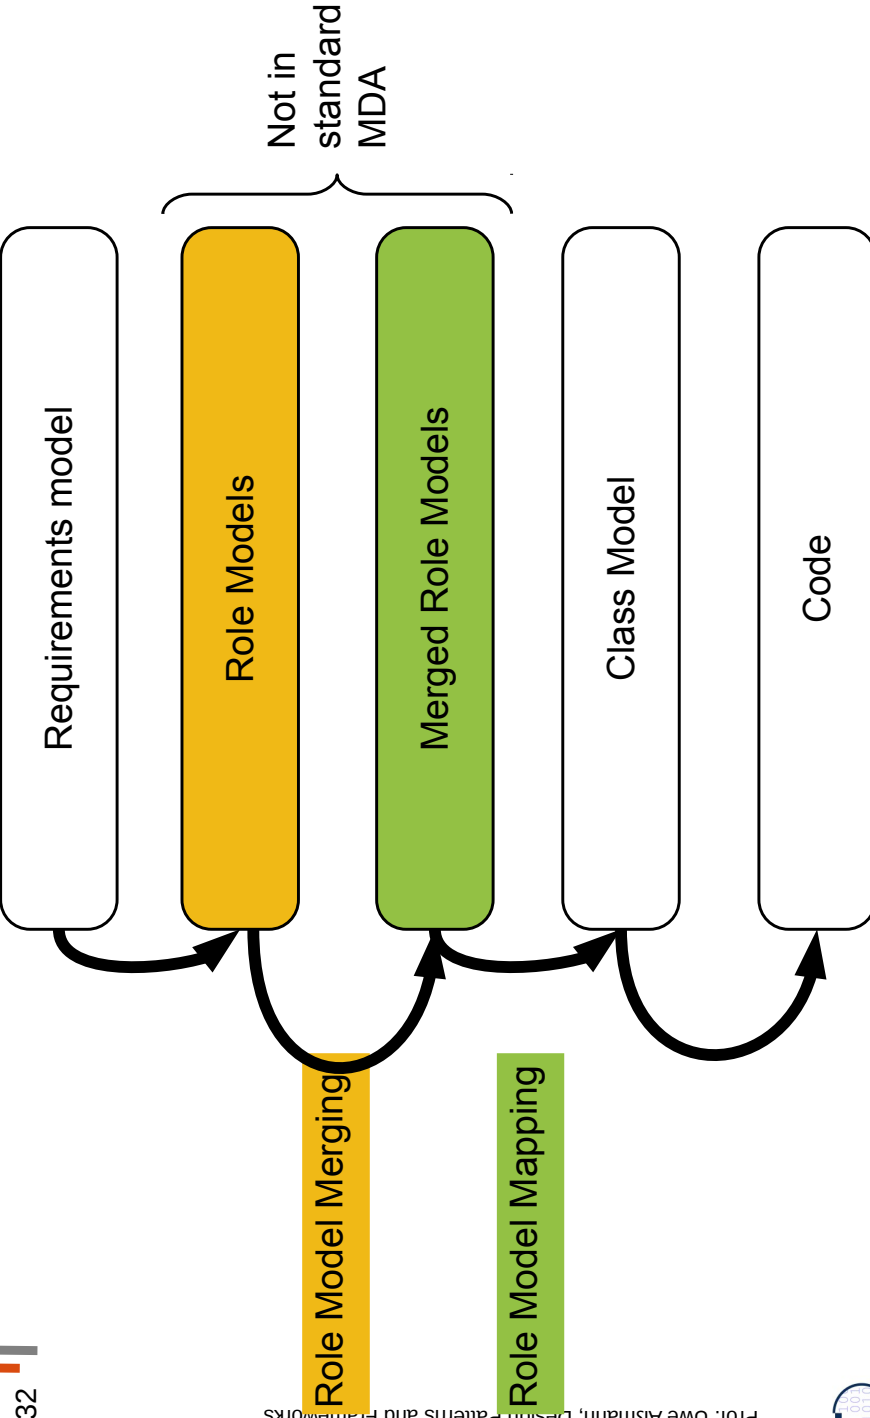 32
Requirements model
Role Models
Not in
standard
MDA
Role Model Merging
Merged Role Models
Role Model Mapping
Class Model
Code
Prof. Uwe Aßmann, Design Patterns and Frameworks